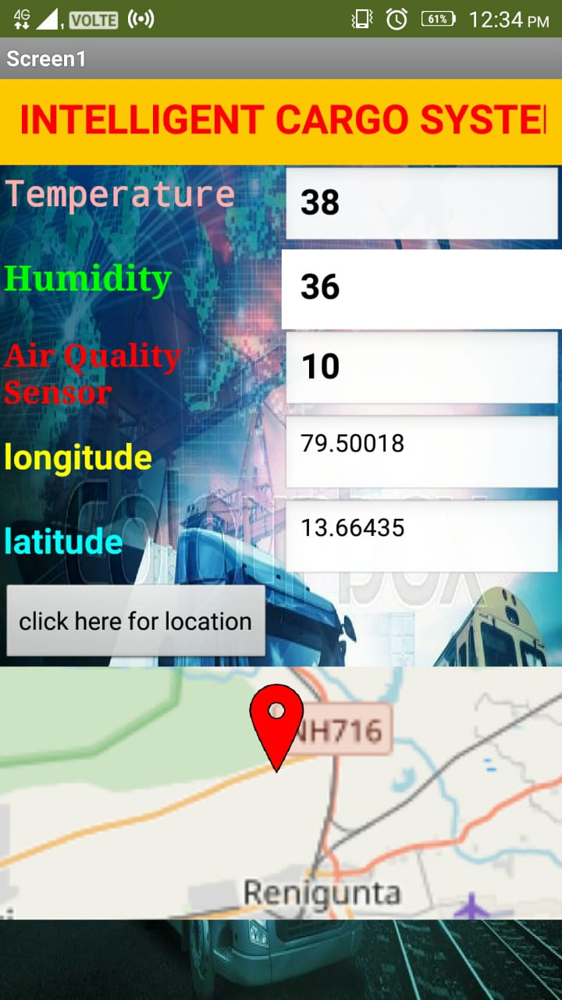 4G VOLTE 61% 12:34 PM
Screen1
INTELLIGENT CARGO SYSTE
Temperature 38
Humidity 36
Air Quality
Sensor 10
longitude 79.50018
latitude 13.66435
colourbox
click here for location
NH716
Renigunta